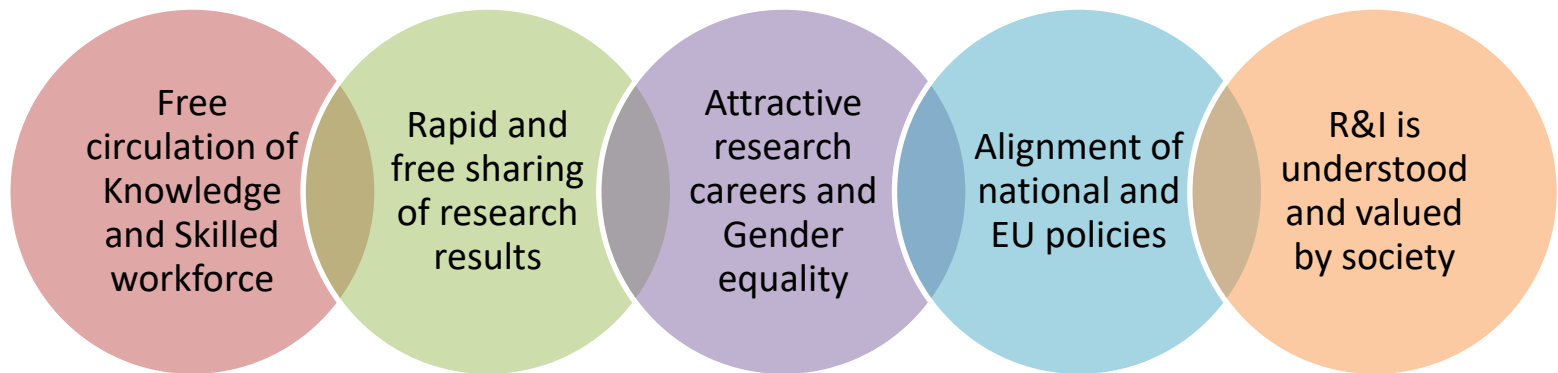 Free
circulation of
Knowledge
and Skilled
workforce
Rapid and
free sharing
of research
results
Attractive
research
careers and
Gender
equality
Alignment of
national and
EU policies
R&I is
understood
and valued
by society